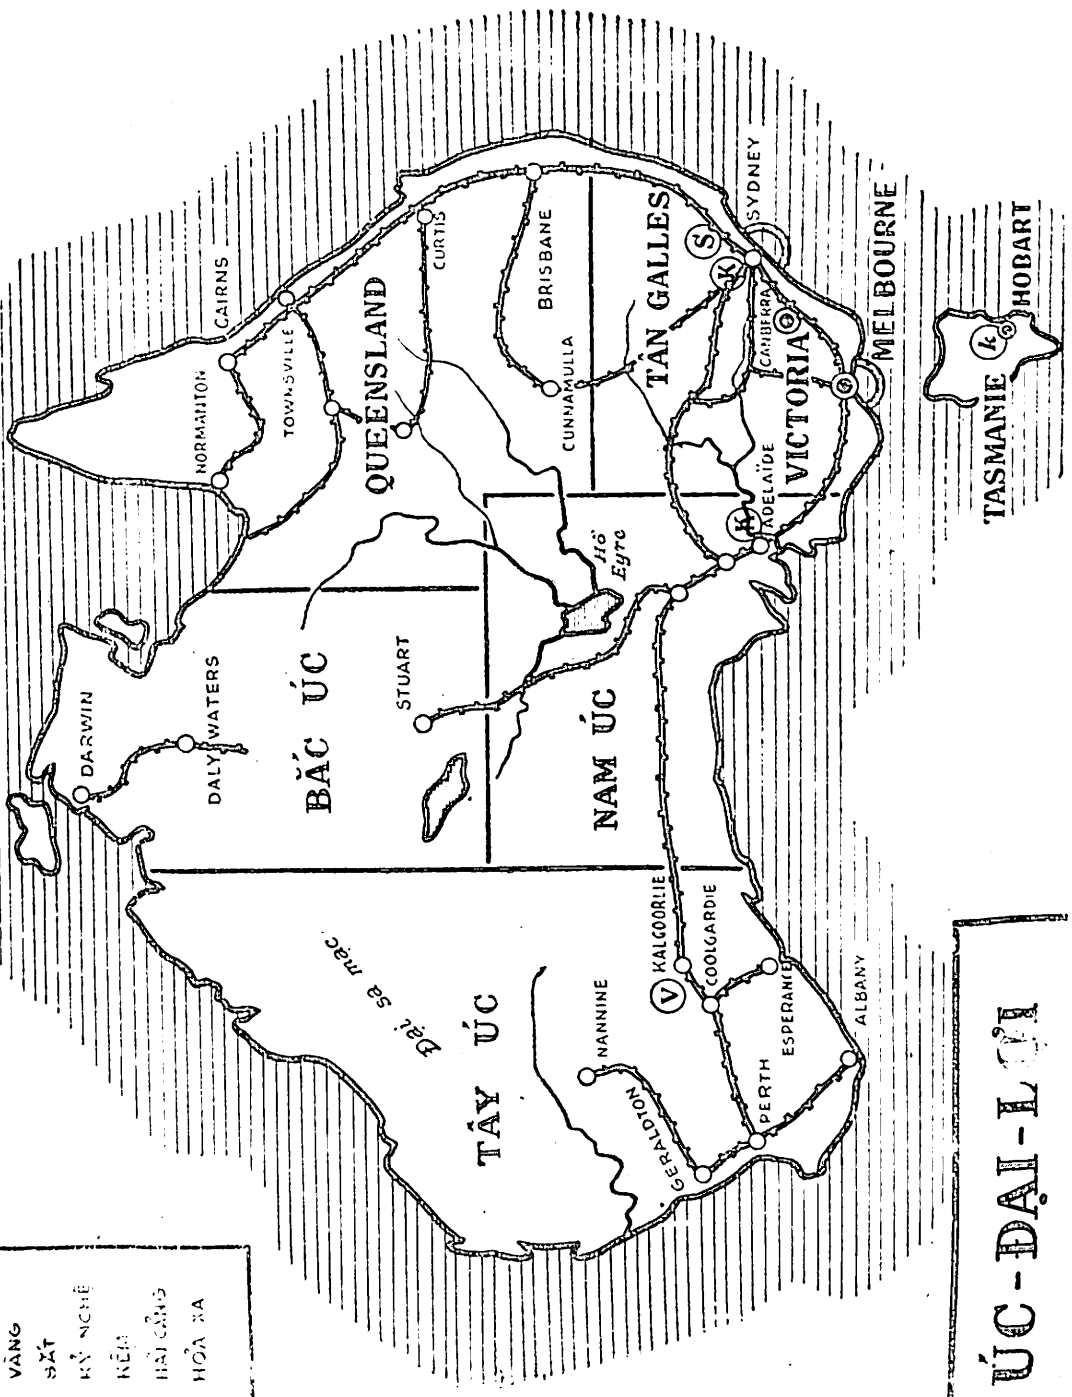 VÀNG
SẮT
KỸ NGHỆ
KẼM
HẢI CẢNG
HỎA XA
DARWIN
DALY WATERS
BẮC ÚC
STUART
NORMANTON
CAIRNS
TOWNSVILLE
QUEENSLAND
CURTIS
BRISBANE
CUNNAMULLA
Hồ
Eyre
TÂN GALLES
S
K
SYDNEY
CANBERRA
VICTORIA
MELBOURNE
K
ADELAÏDE
TASMANIE
k
HOBART
NAM ÚC
Đại sa mạc
TÂY ÚC
NANNINE
GERALDTON
V
KALGOORLIE
COOLGARDIE
ESPERANCE
PERTH
ALBANY
ÚC-ĐẠI-LỢI